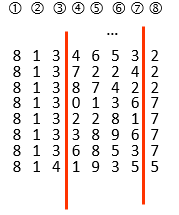 ① ② ③ ④ ⑤ ⑥ ⑦ ⑧
...
8 1 3 4 6 5 3 2
8 1 3 7 2 2 4 2
8 1 3 8 7 4 2 2
8 1 3 0 1 3 6 7
8 1 3 2 2 8 1 7
8 1 3 3 8 9 6 7
8 1 3 6 8 5 3 7
8 1 4 1 9 3 5 5